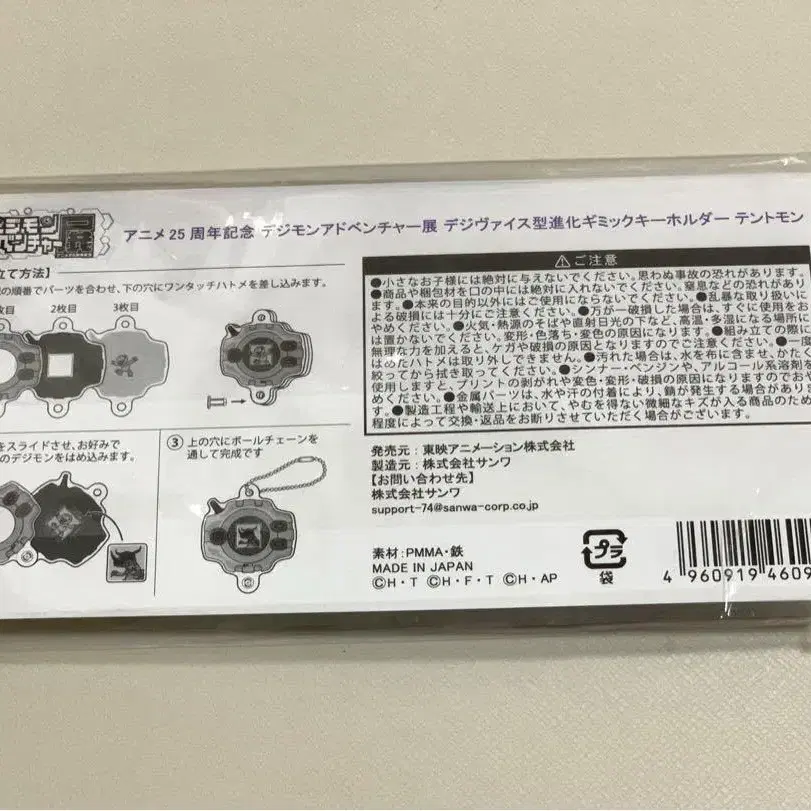 アニメ25周年記念 デジモンアドベンチャー展 デジヴァイス型進化ギミックキーホルダー テントモン
立て方法】
の順番でパーツを合わせ、下の穴にワンタッチハトメを差し込みます。
枚目 2枚目 3枚目
をスライドさせ、お好みで
のデジモンをはめ込みます。
③ 上の穴にボールチェーンを
通して完成です
⚠ご注意
●小さなお子様には絶対に与えないでください。思わぬ事故の恐れがあります。
●商品や梱包材を口の中には絶対に入れないでください。窒息などの恐れがあり
ます。●本来の目的以外にはご使用にならないでください。●乱暴な取り扱いに
よる破損には十分にご注意ください。●万が一破損した場合は、すぐに使用をお
やめください。●火気・熱源のそばや直射日光の下など、高温・多湿になる場所に
は置かないでください。変形・色落ち・変色の原因になります。●組み立ての際に
無理な力を加えると、ケガや破損の原因となりますのでご注意ください。●一度
はめたハトメは取り外しできません。●汚れた場合は、水を布に含ませ、かたく
絞ってから拭き取ってください。●シンナー・ベンジンや、アルコール系溶剤を
使用しますと、プリントの剥がれや変色・変形・破損の原因になりますのでおや
めください。●金属パーツは、水や汗の付着により、錆が発生する場合があります
●製造工程や輸送上において、やむを得ない微細なキズが入る商品のため
程度によって交換・返品をお断りさせていただく場合がございます。
発売元：東映アニメーション株式会社
製造元：株式会社サンワ
【お問い合わせ先】
株式会社サンワ
support-74@sanwa-corp.co.jp
素材：PMMA・鉄
MADE IN JAPAN
ⒸH・T ⒸH・F・T ⒸH・AP
プラ
袋
4 960919 4609